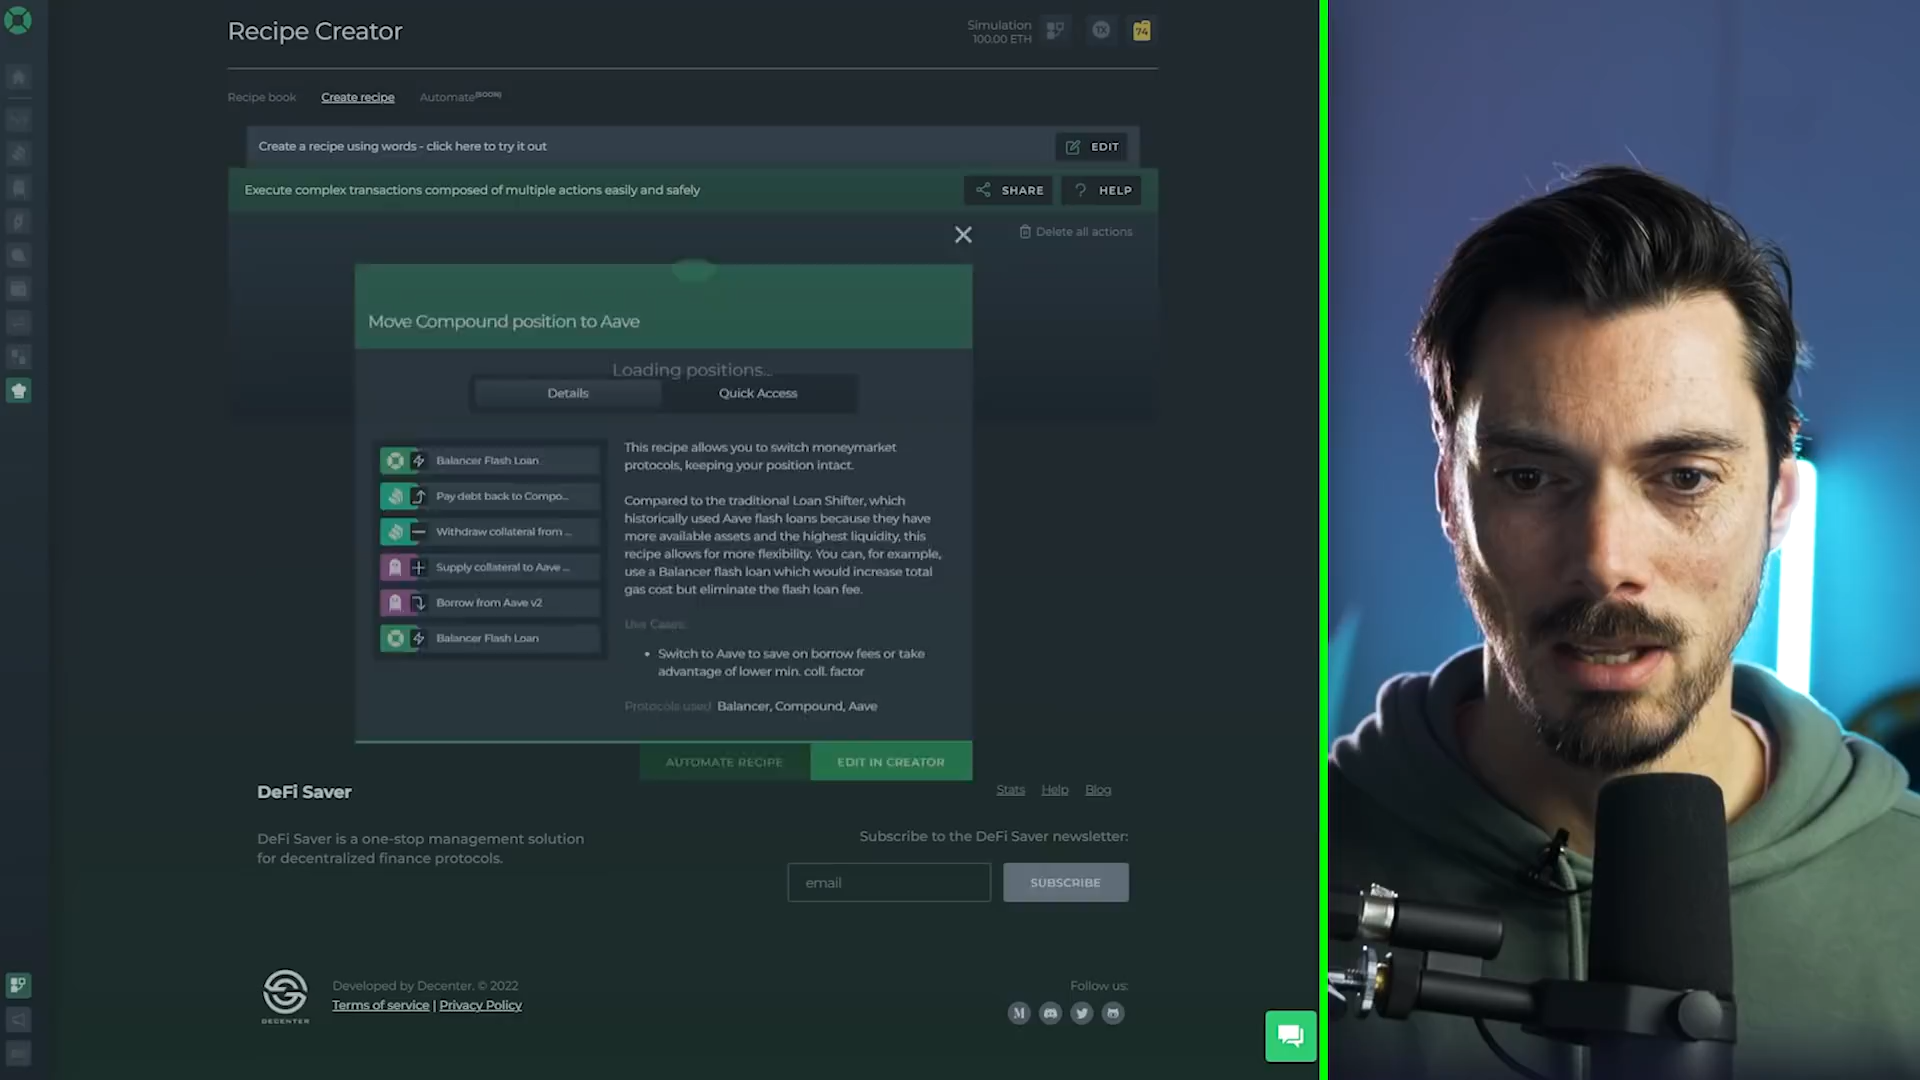 Recipe Creator
Simulation
100.00 ETH
74
Recipe book
Create recipe
Automate(SOON)
Create a recipe using words - click here to try it out
EDIT
Execute complex transactions composed of multiple actions easily and safely
SHARE
? HELP
Delete all actions
Move Compound position to Aave
Loading positions...
Details
Quick Access
Balancer Flash Loan
Pay debt back to Compo...
Withdraw collateral from ...
Supply collateral to Aave ...
Borrow from Aave v2
Balancer Flash Loan
This recipe allows you to switch moneymarket
protocols, keeping your position intact.
Compared to the traditional Loan Shifter, which
historically used Aave flash loans because they have
more available assets and the highest liquidity, this
recipe allows for more flexibility. You can, for example,
use a Balancer flash loan which would increase total
gas cost but eliminate the flash loan fee.
Use Cases:
• Switch to Aave to save on borrow fees or take
advantage of lower min. coll. factor
Protocols used: Balancer, Compound, Aave
AUTOMATE RECIPE
EDIT IN CREATOR
DeFi Saver
Stats
Help
Blog
DeFi Saver is a one-stop management solution
for decentralized finance protocols.
Subscribe to the DeFi Saver newsletter:
email
SUBSCRIBE
DECENTER
Developed by Decenter. © 2022
Terms of service | Privacy Policy
Follow us: